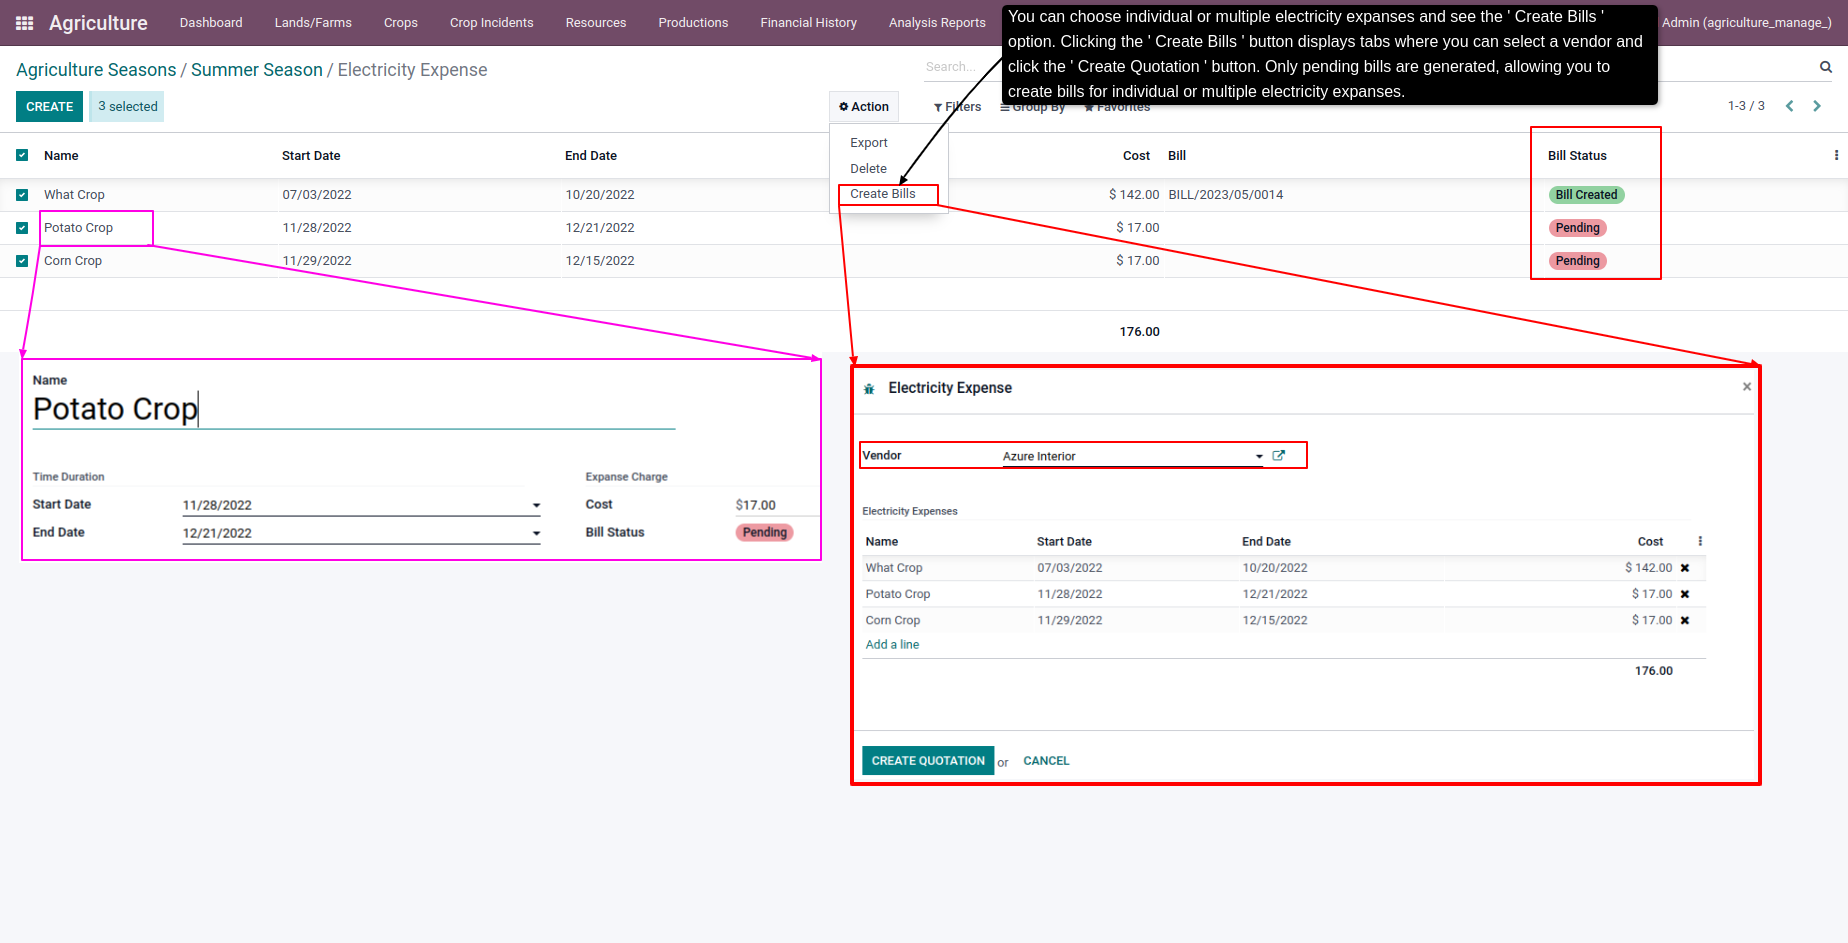 Agriculture Dashboard Lands/Farms Crops Crop Incidents Resources Productions Financial History Analysis Reports Admin (agriculture_manage_)
You can choose individual or multiple electricity expanses and see the ' Create Bills '
option. Clicking the ' Create Bills ' button displays tabs where you can select a vendor and
click the ' Create Quotation ' button. Only pending bills are generated, allowing you to
create bills for individual or multiple electricity expanses.
Agriculture Seasons / Summer Season / Electricity Expense
Search...
CREATE 3 selected Action Filters Group By Favorites 1-3 / 3
Export
Delete
Create Bills
Name Start Date End Date Cost Bill Bill Status
What Crop 07/03/2022 10/20/2022 $ 142.00 BILL/2023/05/0014 Bill Created
Potato Crop 11/28/2022 12/21/2022 $ 17.00 Pending
Corn Crop 11/29/2022 12/15/2022 $ 17.00 Pending
176.00
Name
Potato Crop
Time Duration Expanse Charge
Start Date 11/28/2022 Cost $17.00
End Date 12/21/2022 Bill Status Pending
Electricity Expense ×
Vendor Azure Interior
Electricity Expenses
Name Start Date End Date Cost
What Crop 07/03/2022 10/20/2022 $ 142.00
Potato Crop 11/28/2022 12/21/2022 $ 17.00
Corn Crop 11/29/2022 12/15/2022 $ 17.00
Add a line
176.00
CREATE QUOTATION or CANCEL